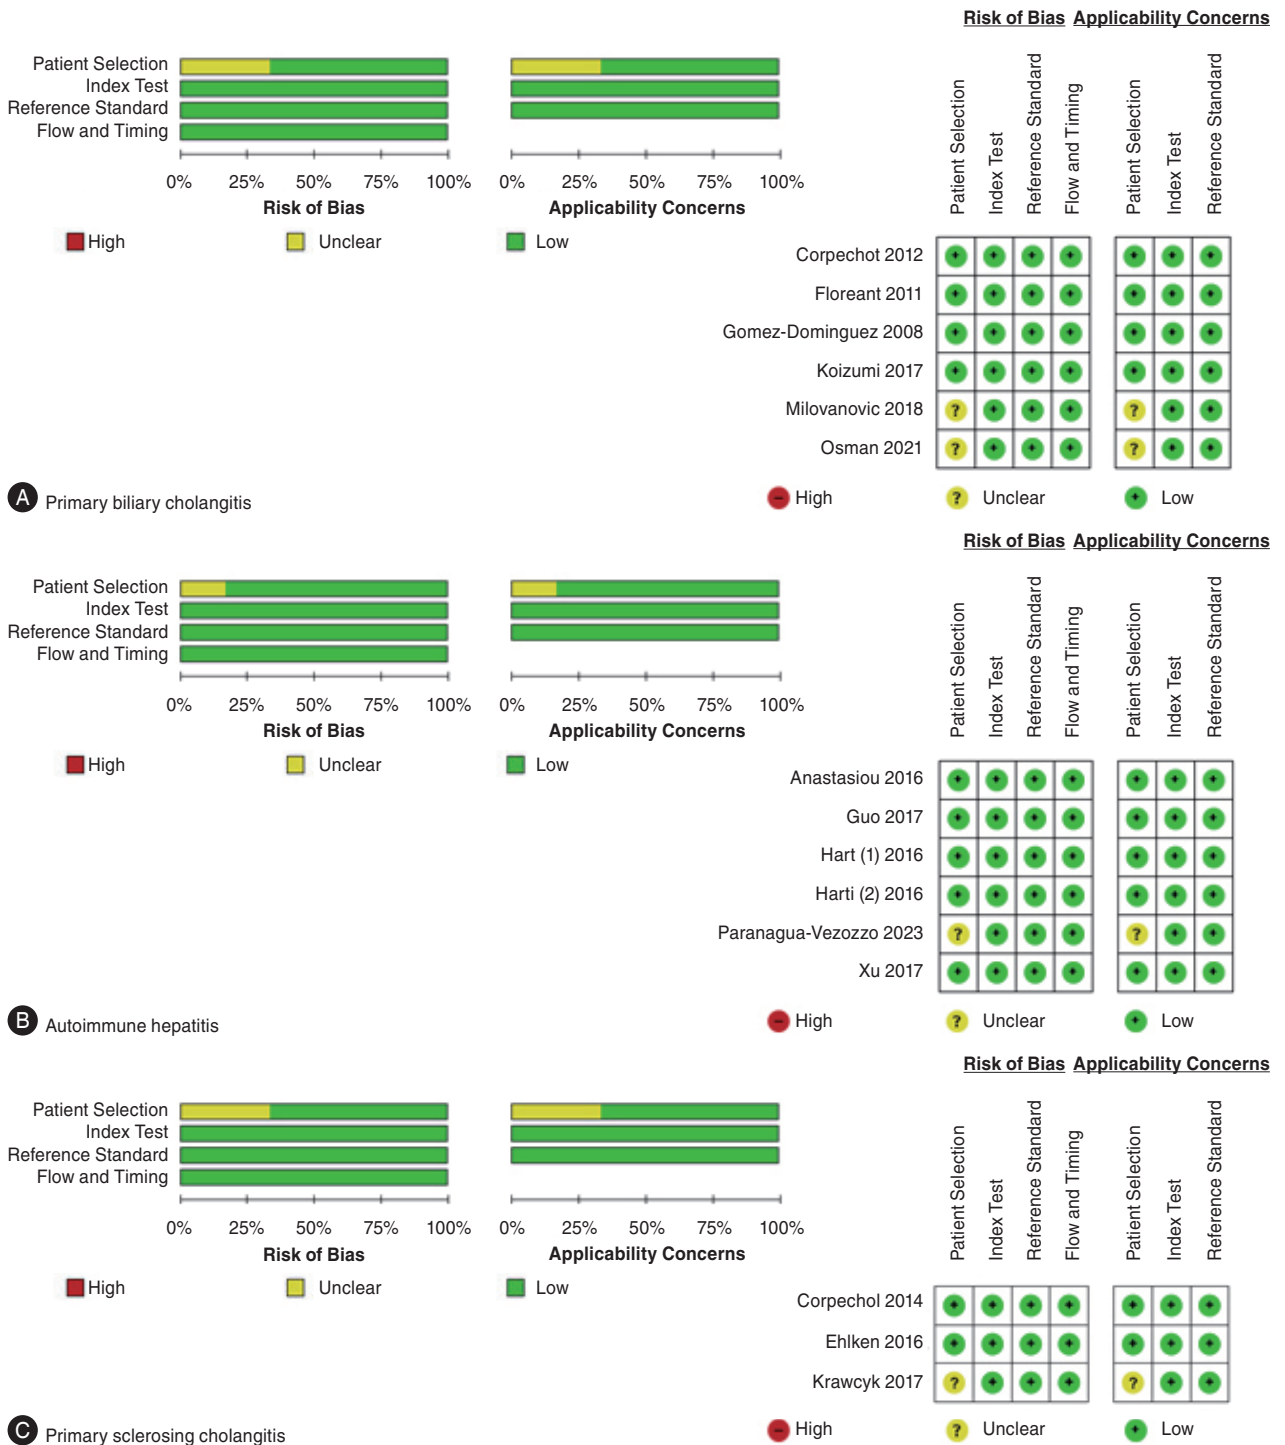 Patient Selection
Index Test
Reference Standard
Flow and Timing
0% 25% 50% 75% 100%
Risk of Bias
0% 25% 50% 75% 100%
Applicability Concerns
High Unclear Low
Risk of Bias Applicability Concerns
Patient Selection
Index Test
Reference Standard
Flow and Timing
Patient Selection
Index Test
Reference Standard
Corpechot 2012
Floreant 2011
Gomez-Dominguez 2008
Koizumi 2017
Milovanovic 2018
? ?
Osman 2021
? ?
High ? Unclear Low
A Primary biliary cholangitis
Patient Selection
Index Test
Reference Standard
Flow and Timing
0% 25% 50% 75% 100%
Risk of Bias
0% 25% 50% 75% 100%
Applicability Concerns
High Unclear Low
Risk of Bias Applicability Concerns
Patient Selection
Index Test
Reference Standard
Flow and Timing
Patient Selection
Index Test
Reference Standard
Anastasiou 2016
Guo 2017
Hart (1) 2016
Harti (2) 2016
Paranagua-Vezozzo 2023
? ?
Xu 2017
High ? Unclear Low
B Autoimmune hepatitis
Patient Selection
Index Test
Reference Standard
Flow and Timing
0% 25% 50% 75% 100%
Risk of Bias
0% 25% 50% 75% 100%
Applicability Concerns
High Unclear Low
Risk of Bias Applicability Concerns
Patient Selection
Index Test
Reference Standard
Flow and Timing
Patient Selection
Index Test
Reference Standard
Corpechol 2014
Ehlken 2016
Krawcyk 2017
? ?
High ? Unclear Low
C Primary sclerosing cholangitis